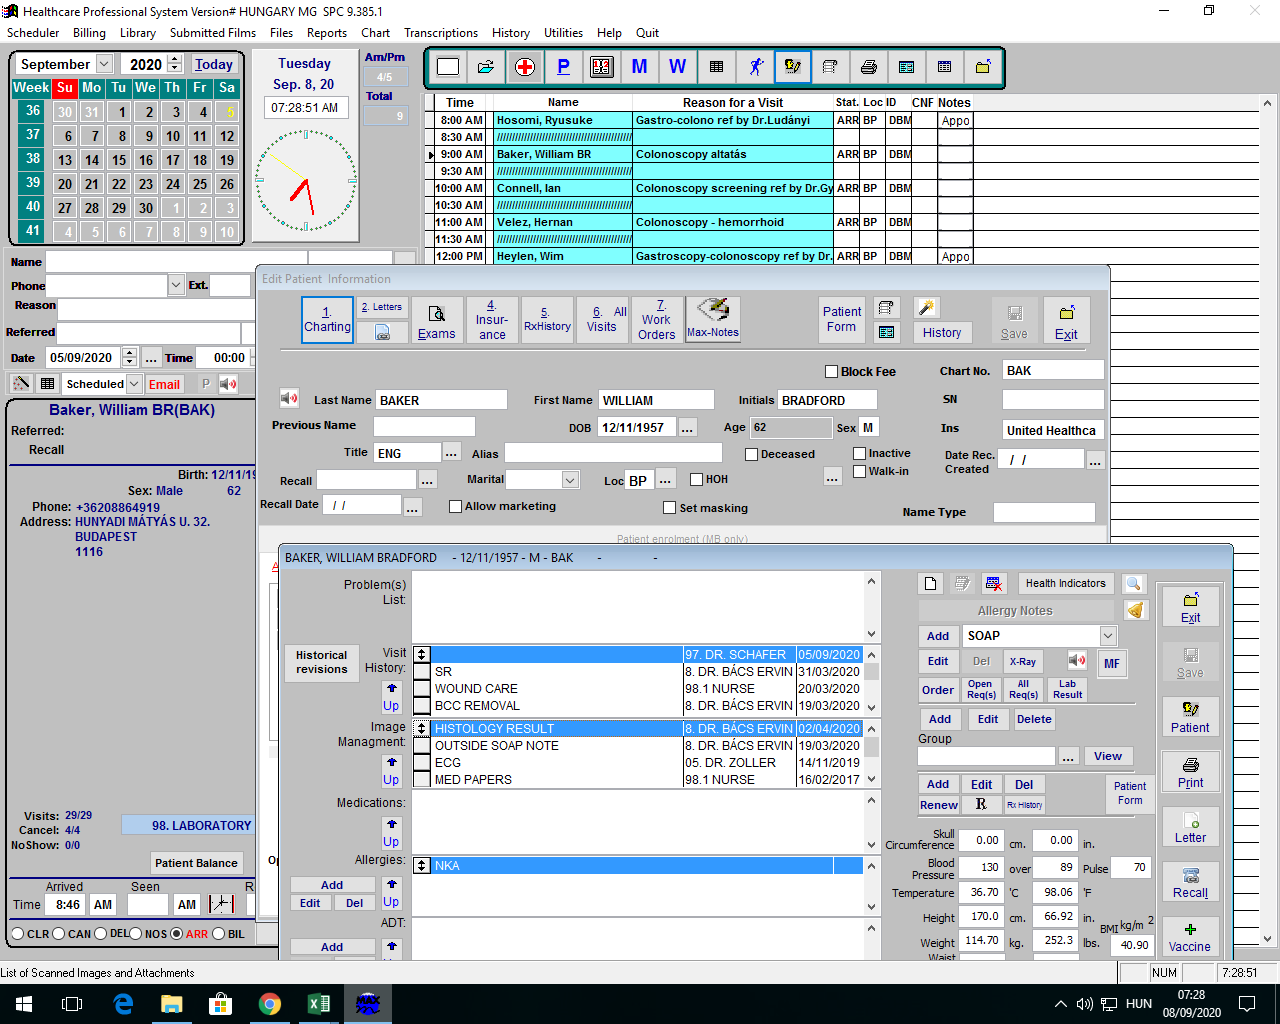 Healthcare Professional System Version# HUNGARY MG  SPC 9.385.1
Scheduler Billing Library Submitted Films Files Reports Chart Transcriptions History Utilities Help Quit
September 2020 Today
Week Su Mo Tu We Th Fr Sa
36 30 31 1 2 3 4 5
37 6 7 8 9 10 11 12
38 13 14 15 16 17 18 19
39 20 21 22 23 24 25 26
40 27 28 29 30 1 2 3
41 4 5 6 7 8 9 10
Tuesday
Sep. 8, 20
07:28:51 AM
Am/Pm
4/5
Total
9
P M W
Time Name Reason for a Visit Stat. Loc ID CNF Notes
8:00 AM Hosomi, Ryusuke Gastro-colono ref by Dr.Ludányi ARR BP DBM Appo
8:30 AM ////////////////////////////////////////////
9:00 AM Baker, William BR Colonoscopy altatás ARR BP DBM
9:30 AM ////////////////////////////////////////////
10:00 AM Connell, Ian Colonoscopy screening ref by Dr.Gy ARR BP DBM
10:30 AM ////////////////////////////////////////////
11:00 AM Velez, Hernan Colonoscopy - hemorrhoid ARR BP DBM
11:30 AM ////////////////////////////////////////////
12:00 PM Heylen, Wim Gastroscopy-colonoscopy ref by Dr. ARR BP DBM Appo
Name
Phone Ext.
Reason
Referred
Date 05/09/2020 ... Time 00:00
Scheduled Email P
Baker, William BR(BAK)
Referred:
Recall
Birth: 12/11/19
Sex: Male 62
Phone: +36208864919
Address: HUNYADI MÁTYÁS U. 32.
BUDAPEST
1116
Visits: 29/29
Cancel: 4/4
NoShow: 0/0
98. LABORATORY
Patient Balance
Arrived Seen R
Time 8:46 AM AM
CLR CAN DEL NOS ARR BIL
Edit Patient  Information
1. Charting
2. Letters
Exams
4. Insur-ance
5. RxHistory
6. All Visits
7. Work Orders
Max-Notes
Patient Form
History
Save
Exit
Block Fee Chart No. BAK
Last Name BAKER First Name WILLIAM Initials BRADFORD SN
Previous Name DOB 12/11/1957 ... Age 62 Sex M Ins United Healthca
Title ENG ... Alias Deceased Inactive Date Rec. Created / / ...
Recall ... Marital Loc BP ... HOH ... Walk-in
Recall Date / / ... Allow marketing Set masking Name Type
Patient enrolment (MB only)
BAKER, WILLIAM BRADFORD - 12/11/1957 - M - BAK - -
Problem(s)
List:
Historical revisions
Visit
History:
Up
97. DR. SCHAFER 05/09/2020
SR 8. DR. BÁCS ERVIN 31/03/2020
WOUND CARE 98.1 NURSE 20/03/2020
BCC REMOVAL 8. DR. BÁCS ERVIN 19/03/2020
Image
Managment:
Up
HISTOLOGY RESULT 8. DR. BÁCS ERVIN 02/04/2020
OUTSIDE SOAP NOTE 8. DR. BÁCS ERVIN 19/03/2020
ECG 05. DR. ZOLLER 14/11/2019
MED PAPERS 98.1 NURSE 16/02/2017
Medications:
Up
Allergies:
NKA
Add
Edit Del Up
ADT:
Add
Health Indicators
Allergy Notes
Add SOAP
Edit Del X-Ray MF
Order Open Req(s) All Req(s) Lab Result
Add Edit Delete
Group
... View
Add Edit Del
Renew R Rx History
Patient Form
Skull Circumference 0.00 cm. 0.00 in.
Blood Pressure 130 over 89 Pulse 70
Temperature 36.70 'C 98.06 'F
Height 170.0 cm. 66.92 in.
BMI kg/m 2
Weight 114.70 kg. 252.3 lbs. 40.90
Waist
Exit
Save
Patient
Print
Letter
Recall
Vaccine
List of Scanned Images and Attachments NUM 7:28:51
MAX
HUN
07:28
08/09/2020